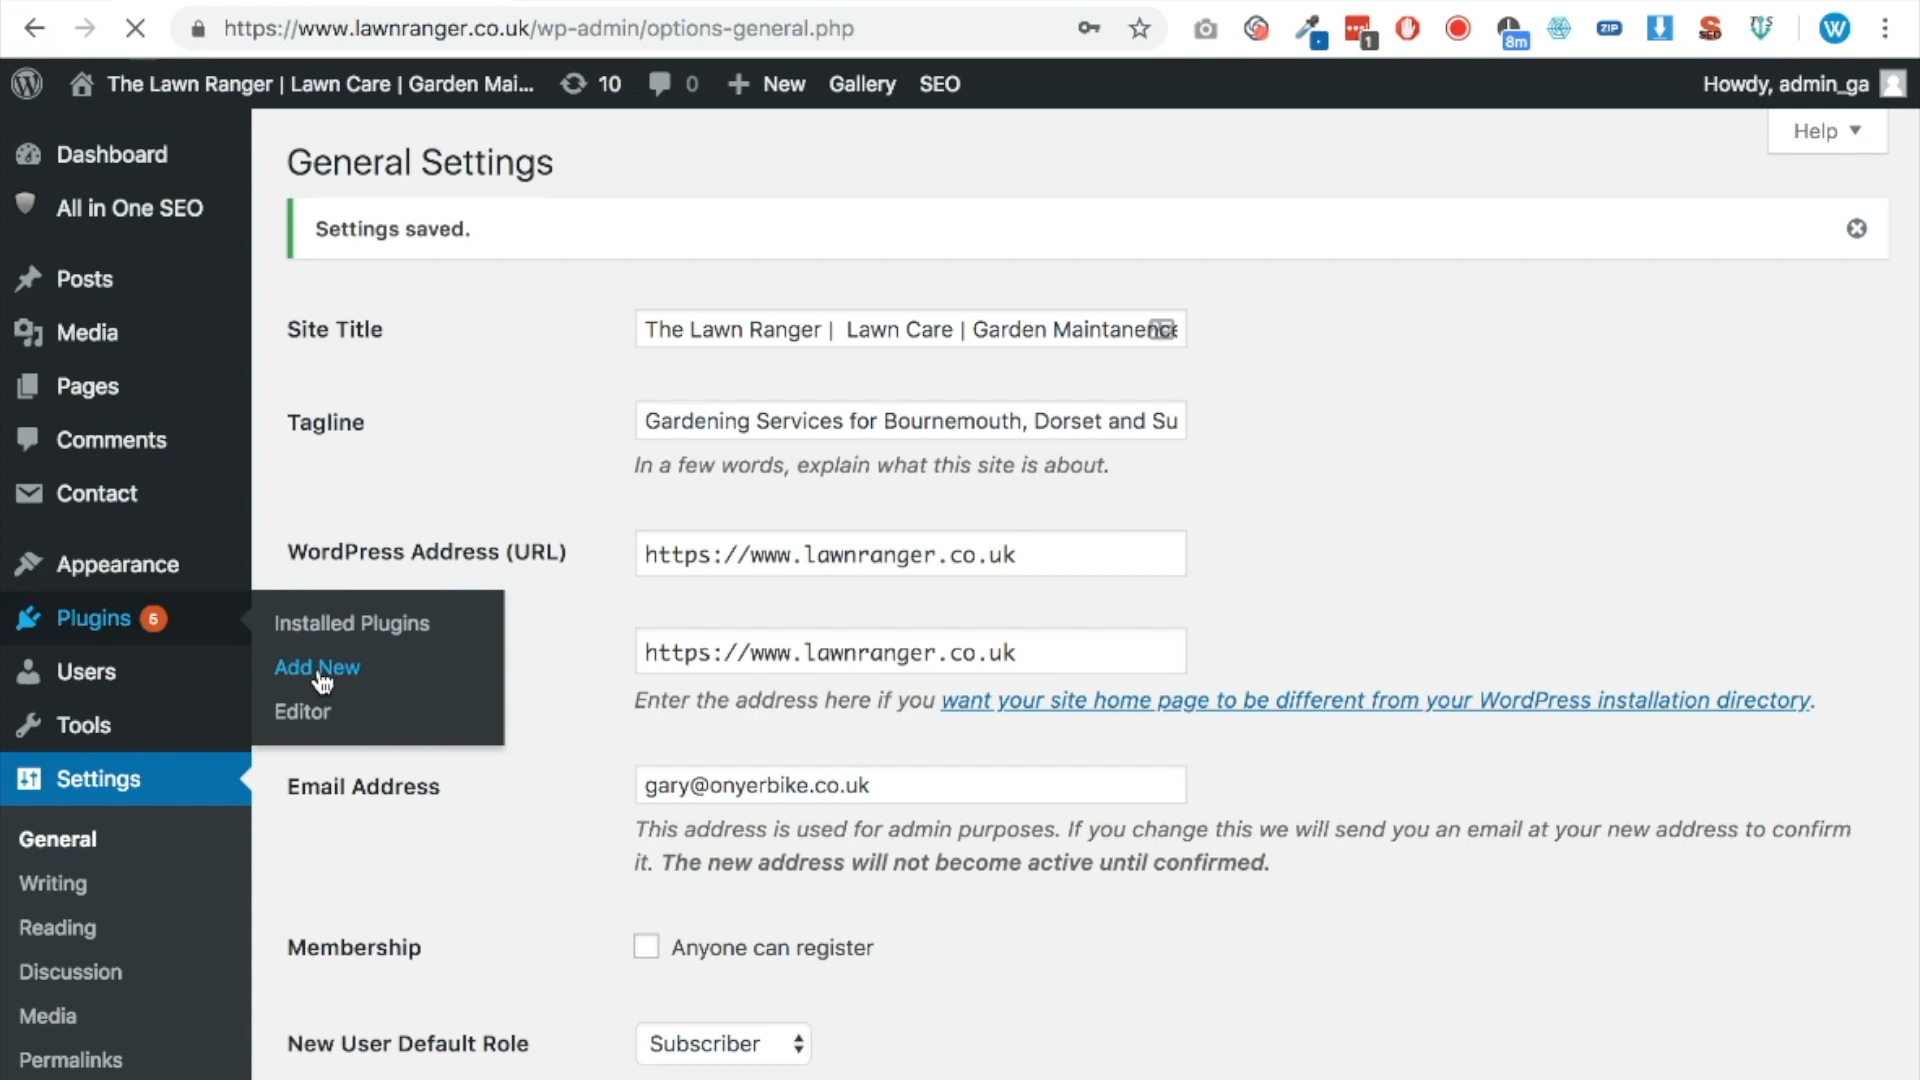 https://www.lawnranger.co.uk/wp-admin/options-general.php
1
8m
ZIP
SEO
W
The Lawn Ranger | Lawn Care | Garden Mai...
10
0
New
Gallery
SEO
Howdy, admin_ga
Help
Dashboard
All in One SEO
Posts
Media
Pages
Comments
Contact
Appearance
Plugins 6
Users
Tools
Settings
General
Writing
Reading
Discussion
Media
Permalinks
Installed Plugins
Add New
Editor
General Settings
Settings saved.
Site Title
The Lawn Ranger | Lawn Care | Garden Maintanence
Tagline
Gardening Services for Bournemouth, Dorset and Su
In a few words, explain what this site is about.
WordPress Address (URL)
https://www.lawnranger.co.uk
https://www.lawnranger.co.uk
Enter the address here if you want your site home page to be different from your WordPress installation directory.
Email Address
gary@onyerbike.co.uk
This address is used for admin purposes. If you change this we will send you an email at your new address to confirm
it. The new address will not become active until confirmed.
Membership
Anyone can register
New User Default Role
Subscriber